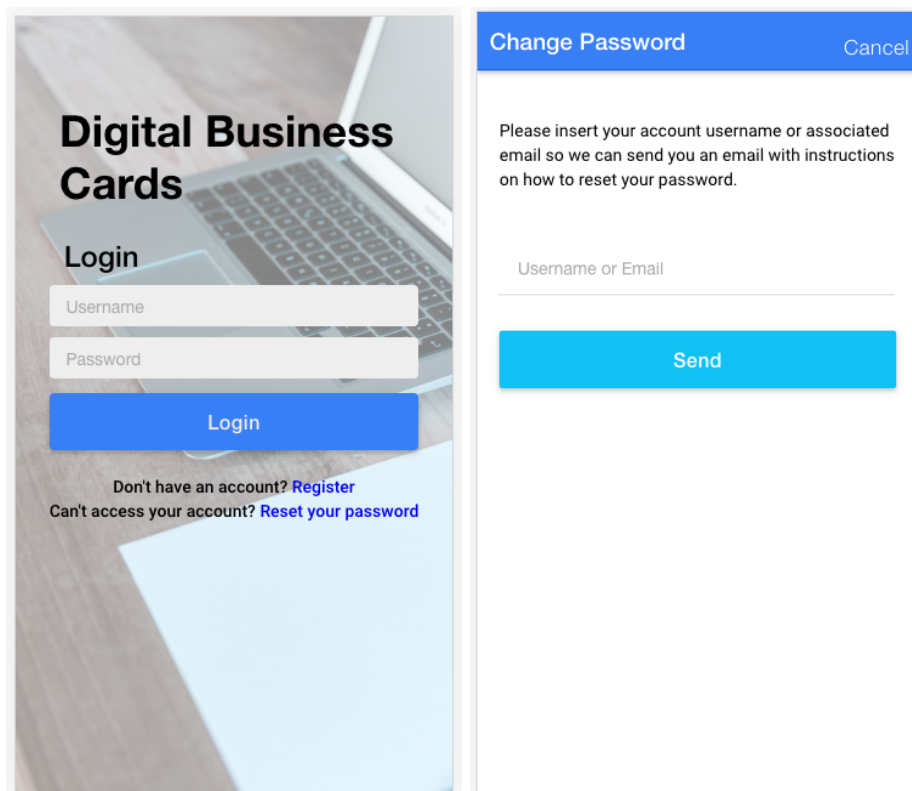 Digital Business
Cards
Login
Username
Password
Login
Don't have an account? Register
Can't access your account? Reset your password
Change Password
Cancel
Please insert your account username or associated
email so we can send you an email with instructions
on how to reset your password.
Username or Email
Send